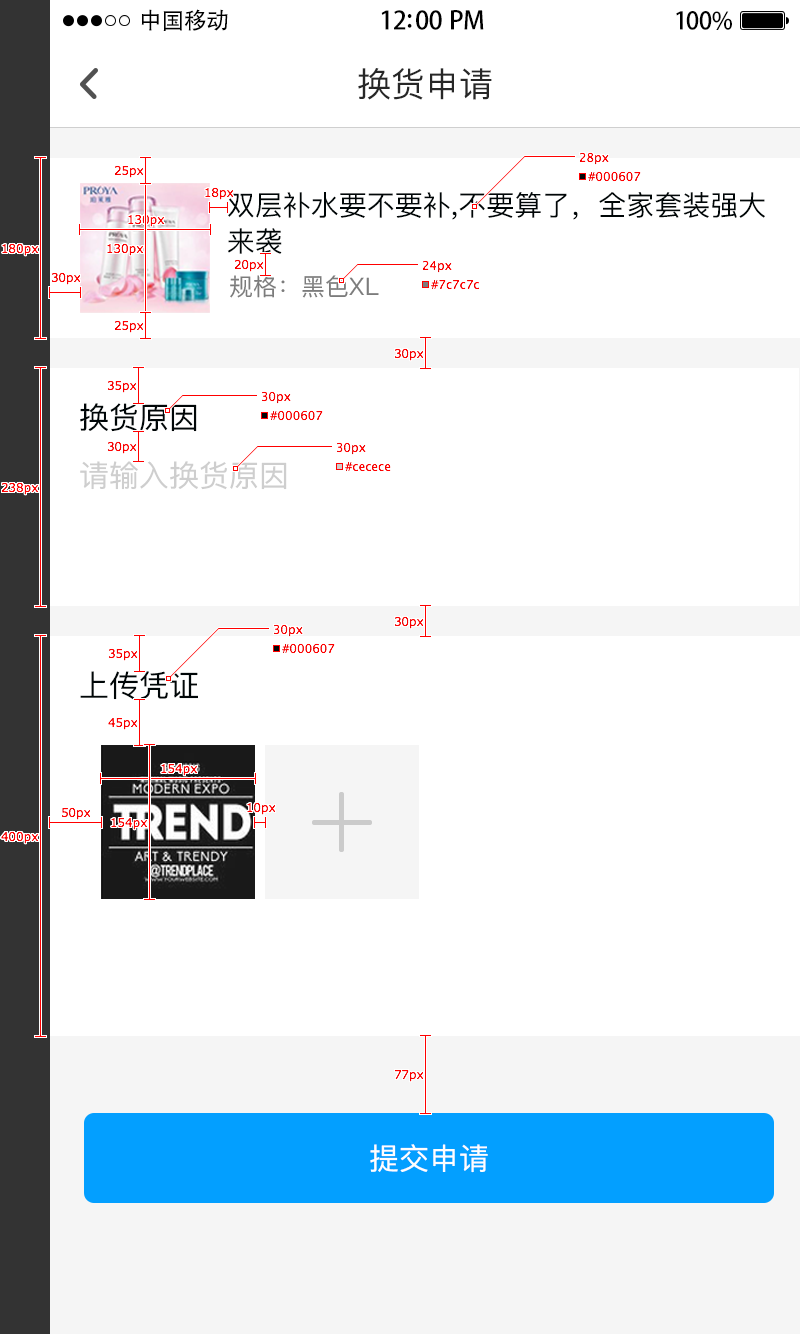 中国移动
12:00 PM
100%
换货申请
28px
#000607
25px
PROYA
18px
双层补水要不要补,不要算了，全家套装强大
来袭
130px
130px
180px
20px
24px
#7c7c7c
30px
规格：黑色XL
25px
30px
35px
30px
#000607
换货原因
30px
30px
#cecece
请输入换货原因
238px
30px
30px
#000607
35px
上传凭证
45px
154px
MODERN EXPO
50px
10px
TREND
154px
400px
ART & TRENDY
@TRENDPLACE
77px
提交申请